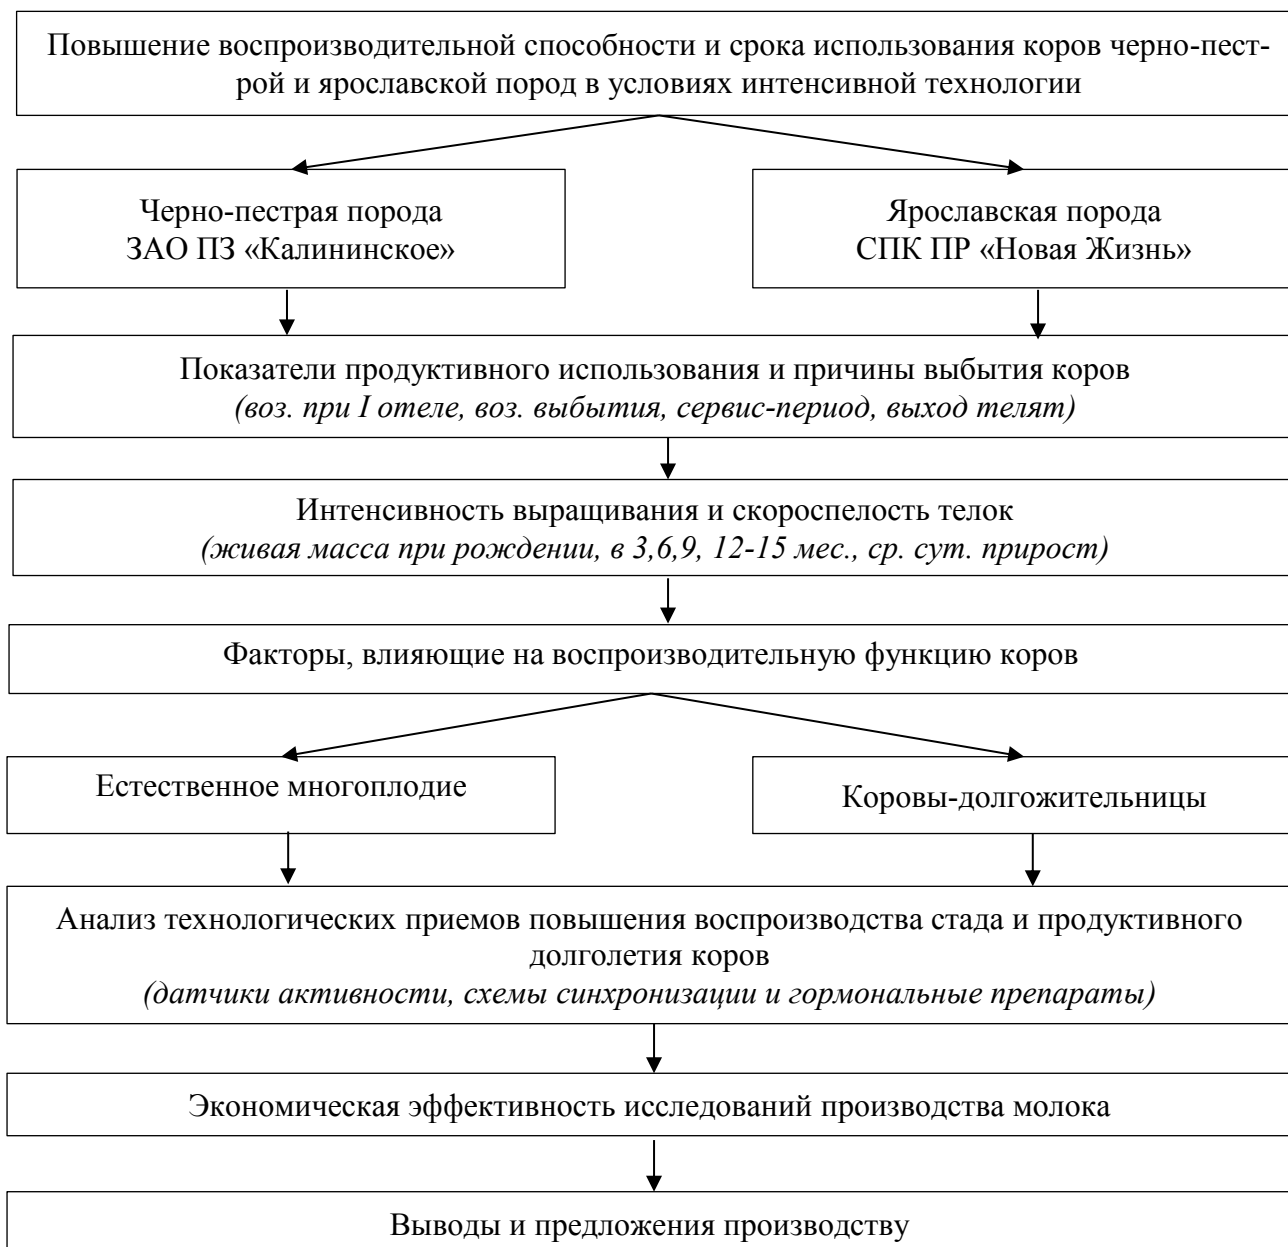 Повышение воспроизводительной способности и срока использования коров черно-пест-
рой и ярославской пород в условиях интенсивной технологии
Черно-пестрая порода
ЗАО ПЗ «Калининское»
Ярославская порода
СПК ПР «Новая Жизнь»
Показатели продуктивного использования и причины выбытия коров
(воз. при I отеле, воз. выбытия, сервис-период, выход телят)
Интенсивность выращивания и скороспелость телок
(живая масса при рождении, в 3,6,9, 12-15 мес., ср. сут. прирост)
Факторы, влияющие на воспроизводительную функцию коров
Естественное многоплодие
Коровы-долгожительницы
Анализ технологических приемов повышения воспроизводства стада и продуктивного
долголетия коров
(датчики активности, схемы синхронизации и гормональные препараты)
Экономическая эффективность исследований производства молока
Выводы и предложения производству